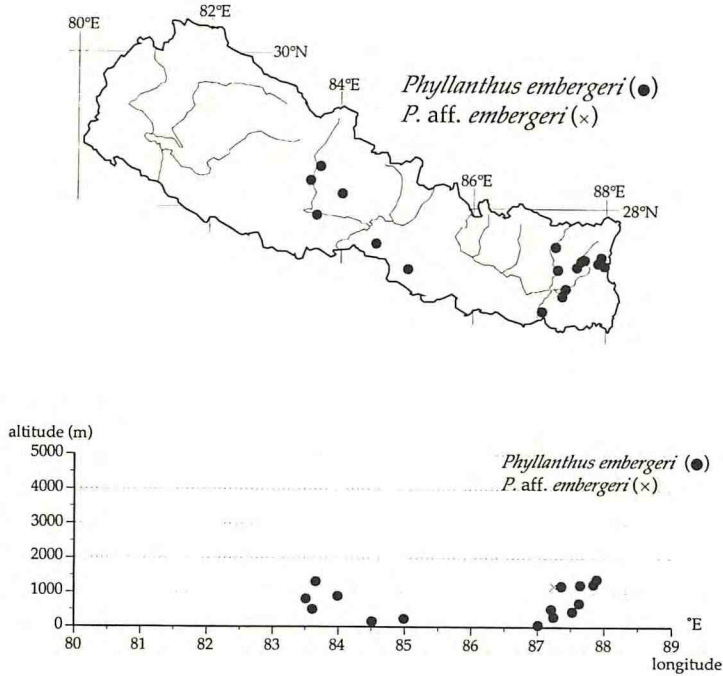 82°E
80°E
30°N
84°E
Phyllanthus embergeri (●)
P. aff. embergeri (×)
86°E
88°E
28°N
altitude (m)
5000
4000
3000
2000
1000
0
Phyllanthus embergeri (●)
P. aff. embergeri (×)
°E
80 81 82 83 84 85 86 87 88 89
longitude